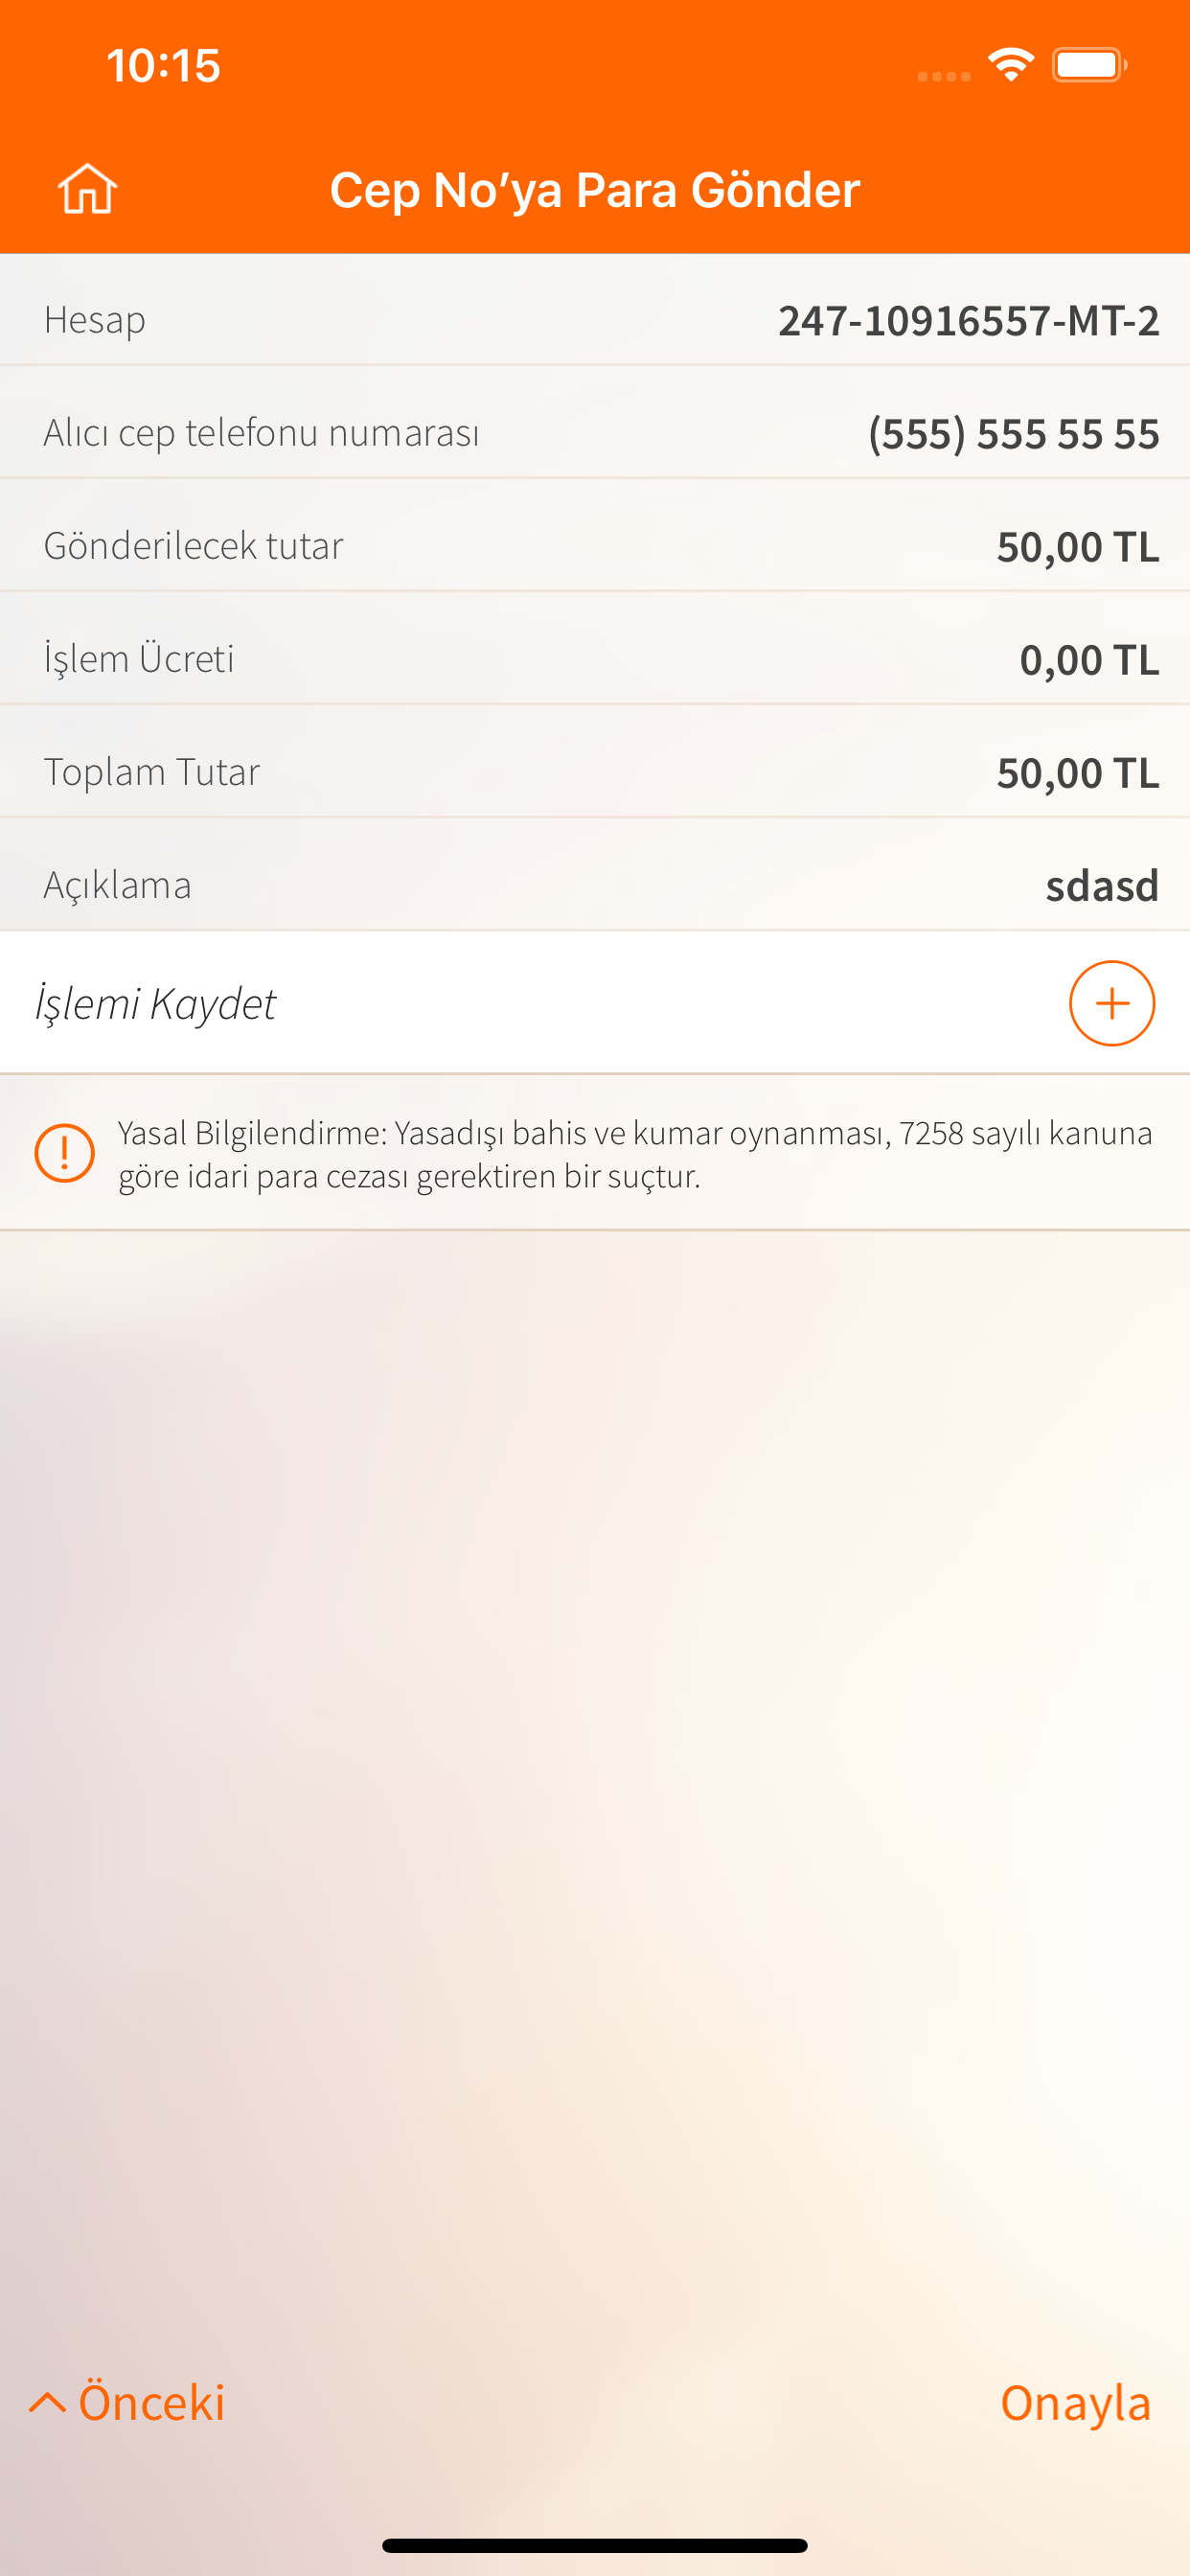 10:15
Cep No’ya Para Gönder
Hesap 247-10916557-MT-2
Alıcı cep telefonu numarası (555) 555 55 55
Gönderilecek tutar 50,00 TL
İşlem Ücreti 0,00 TL
Toplam Tutar 50,00 TL
Açıklama sdasd
İşlemi Kaydet
Yasal Bilgilendirme: Yasadışı bahis ve kumar oynanması, 7258 sayılı kanuna
göre idari para cezası gerektiren bir suçtur.
Önceki Onayla